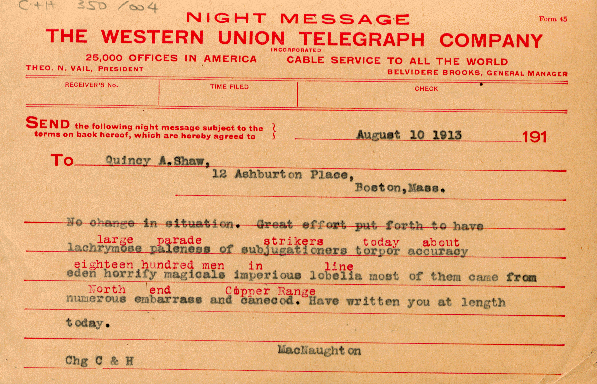 C + H 350/004
NIGHT MESSAGE
Form 45
THE WESTERN UNION TELEGRAPH COMPANY
INCORPORATED
25,000 OFFICES IN AMERICA CABLE SERVICE TO ALL THE WORLD
THEO. N. VAIL, PRESIDENT BELVIDERE BROOKS, GENERAL MANAGER
RECEIVER'S No. TIME FILED CHECK
SEND the following night message subject to the
terms on back hereof, which are hereby agreed to
August 10 1913 191
To Quincy A.Shaw,
12 Ashburton Place,
Boston,Mass.
No change in situation. Great effort put forth to have
large parade strikers today about
lachrymose paleness of subjugationers torpor accuracy
eighteen hundred men in line
eden horrify magicals imperious lobelia most of them came from
North end Copper Range
numerous embarrass and canecod. Have written you at length
today.
MacNaughton
Chg C & H